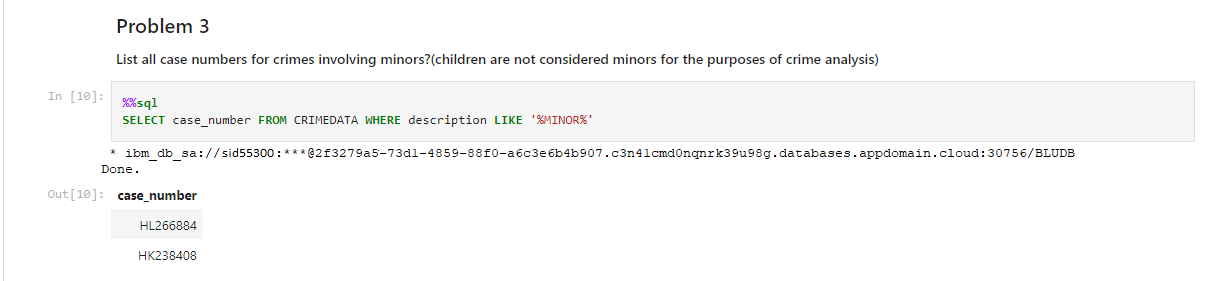 Problem 3
List all case numbers for crimes involving minors?(children are not considered minors for the purposes of crime analysis)
In [10]:
%%sql
SELECT case_number FROM CRIMEDATA WHERE description LIKE '%MINOR%'
* ibm_db_sa://sid55300:***@2f3279a5-73d1-4859-88f0-a6c3e6b4b907.c3n41cmd0nqnrk39u98g.databases.appdomain.cloud:30756/BLUDB
Done.
Out[10]:
case_number
HL266884
HK238408